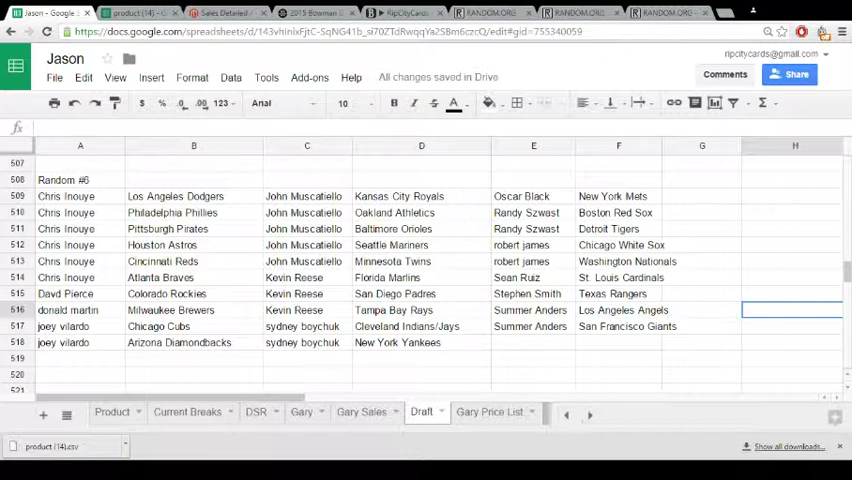 Jason - Google S
product (14) - Go
Sales Detailed /
2015 Bowman D
RipCityCards
RANDOM.ORG
RANDOM.ORG
RANDOM.ORG
https://docs.google.com/spreadsheets/d/
edit#gid=755340059
Jason
ripcitycards@gmail.com
File Edit View Insert Format Data Tools Add-ons Help All changes saved in Drive
Comments
Share
$ % .0 .00 123 Arial 10 B I S A
fx
A B C D E F G H
507
508 Random #6
509 Chris Inouye Los Angeles Dodgers John Muscatiello Kansas City Royals Oscar Black New York Mets
510 Chris Inouye Philadelphia Phillies John Muscatiello Oakland Athletics Randy Szwast Boston Red Sox
511 Chris Inouye Pittsburgh Pirates John Muscatiello Baltimore Orioles Randy Szwast Detroit Tigers
512 Chris Inouye Houston Astros John Muscatiello Seattle Mariners robert james Chicago White Sox
513 Chris Inouye Cincinnati Reds John Muscatiello Minnesota Twins robert james Washington Nationals
514 Chris Inouye Atlanta Braves Kevin Reese Florida Marlins Sean Ruiz St. Louis Cardinals
515 Davd Pierce Colorado Rockies Kevin Reese San Diego Padres Stephen Smith Texas Rangers
516 donald martin Milwaukee Brewers Kevin Reese Tampa Bay Rays Summer Anders Los Angeles Angels
517 joey vilardo Chicago Cubs sydney boychuk Cleveland Indians/Jays Summer Anders San Francisco Giants
518 joey vilardo Arizona Diamondbacks sydney boychuk New York Yankees
519
520
521
Product Current Breaks DSR Gary Gary Sales Draft Gary Price List
product (14).csv
Show all downloads...